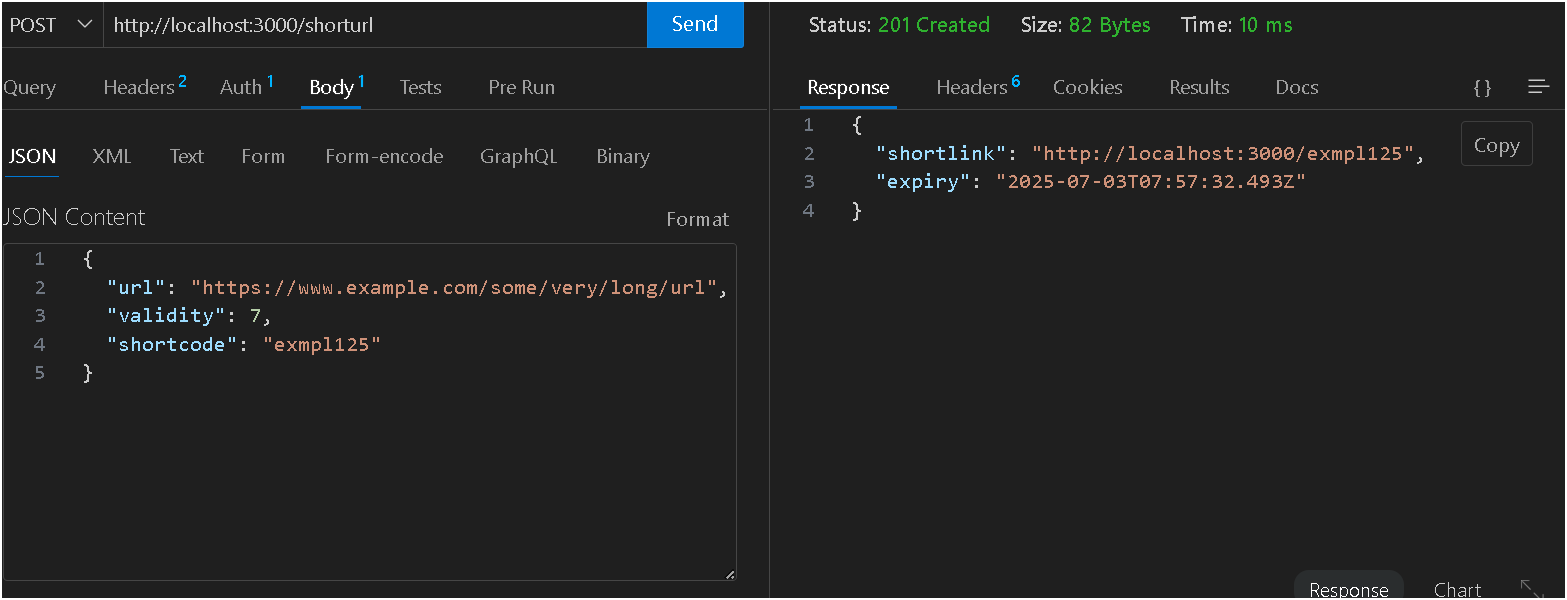 POST http://localhost:3000/shorturl Send
Query Headers 2 Auth 1 Body 1 Tests Pre Run
JSON XML Text Form Form-encode GraphQL Binary
JSON Content Format
1 {
2 "url": "https://www.example.com/some/very/long/url",
3 "validity": 7,
4 "shortcode": "exmpl125"
5 }
Status: 201 Created Size: 82 Bytes Time: 10 ms
Response Headers 6 Cookies Results Docs {}
1 {
2 "shortlink": "http://localhost:3000/exmpl125",
3 "expiry": "2025-07-03T07:57:32.493Z"
4 }
Copy
Response Chart